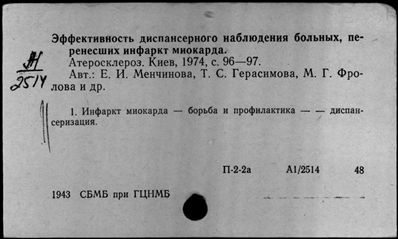 Эффективность диспансерного наблюдения больных, пе-
ренесших инфаркт миокарда.
Атеросклероз. Киев, 1974, с. 96—97.
Авт.: Е. И. Менчинова, Т. С. Герасимова, М. Г. Фро-
лова и др.
2514
1. Инфаркт миокарда — борьба и профилактика — — диспан-
серизация.
П-2-2а А1/2514 48
1943 СБМБ при ГЦНМБ